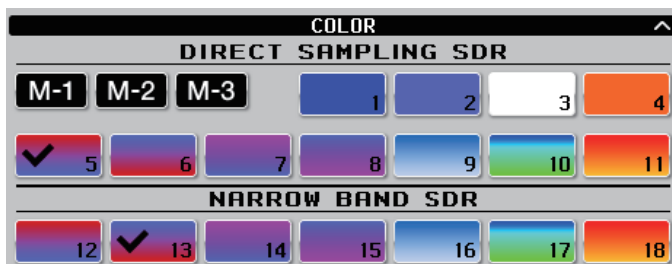 COLOR
DIRECT SAMPLING SDR
M-1 M-2 M-3 1 2 3 4
5 6 7 8 9 10 11
NARROW BAND SDR
12 13 14 15 16 17 18